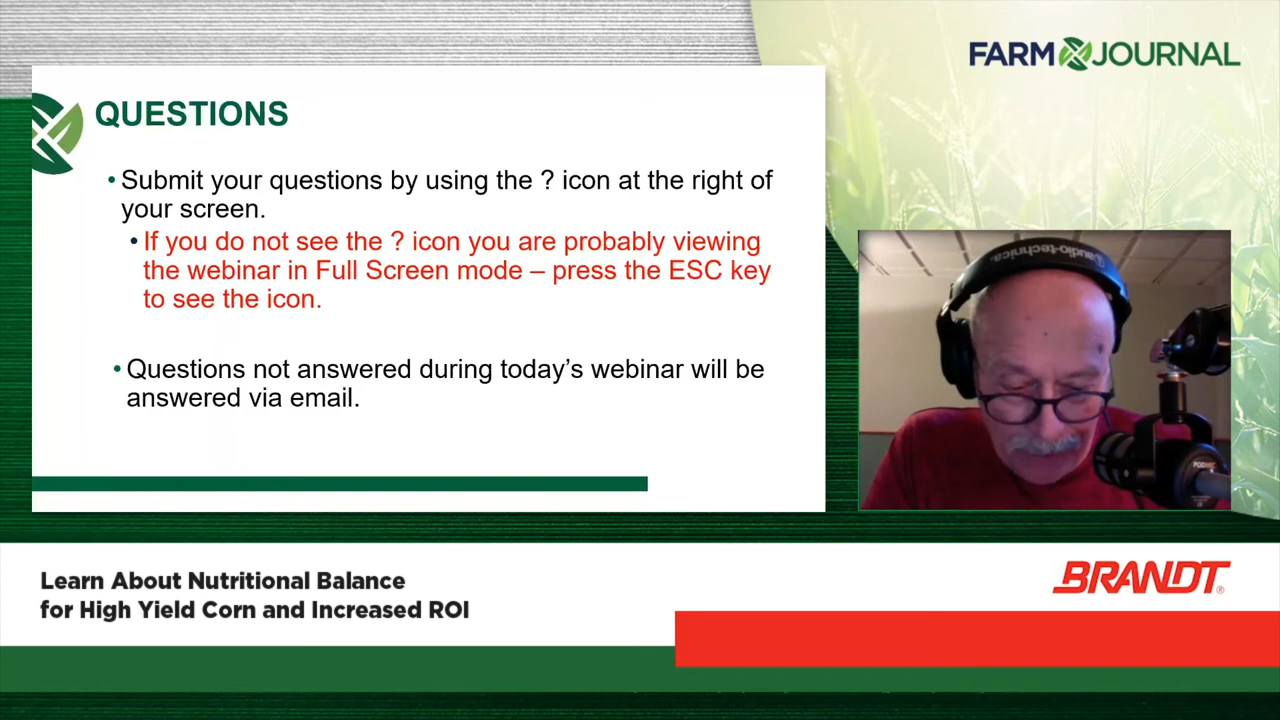 FARM JOURNAL
QUESTIONS
•Submit your questions by using the ? icon at the right of
your screen.
•If you do not see the ? icon you are probably viewing
the webinar in Full Screen mode – press the ESC key
to see the icon.
•Questions not answered during today’s webinar will be
answered via email.
audio-technica
Learn About Nutritional Balance
for High Yield Corn and Increased ROI
BRANDT®